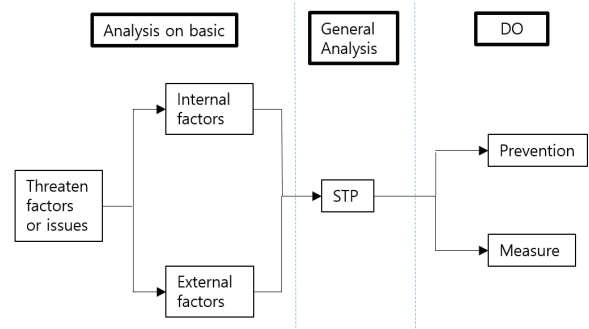 Analysis on basic
General
Analysis
DO
Internal
factors
Threaten
factors
or issues
External
factors
STP
Prevention
Measure